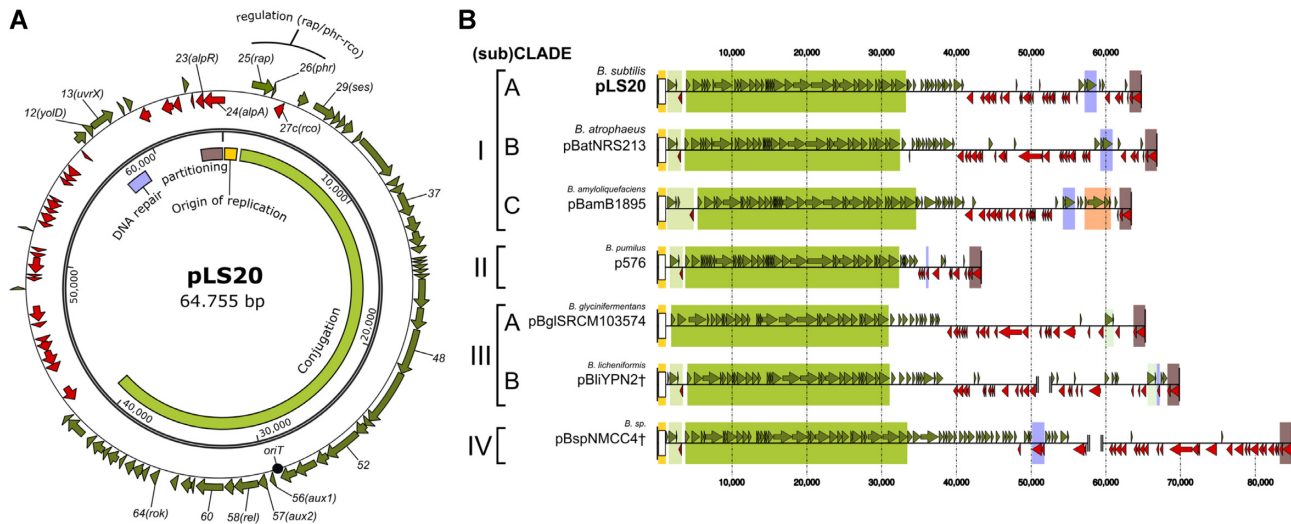 A
regulation (rap/phr-rco)
23(alpR)
25(rap)
26(phr)
29(ses)
13(uvrX)
12(yolD)
24(alpA)
27c(rco)
37
60,000
partitioning
10,000
DNA repair
Origin of replication
pLS20
64.755 bp
50,000
Conjugation
20,000
48
40,000
30,000
oriT
52
56(aux1)
57(aux2)
58(rel)
60
64(rok)
B
(sub)CLADE
10,000 20,000 30,000 40,000 50,000 60,000
I
A
B. subtilis
pLS20
B
B. atrophaeus
pBatNRS213
C
B. amyloliquefaciens
pBamB1895
II
B. pumilus
p576
III
A
B. glycinifermentans
pBglSRCM103574
B
B. licheniformis
pBliYPN2†
IV
B. sp.
pBspNMCC4†
10,000 20,000 30,000 40,000 50,000 60,000